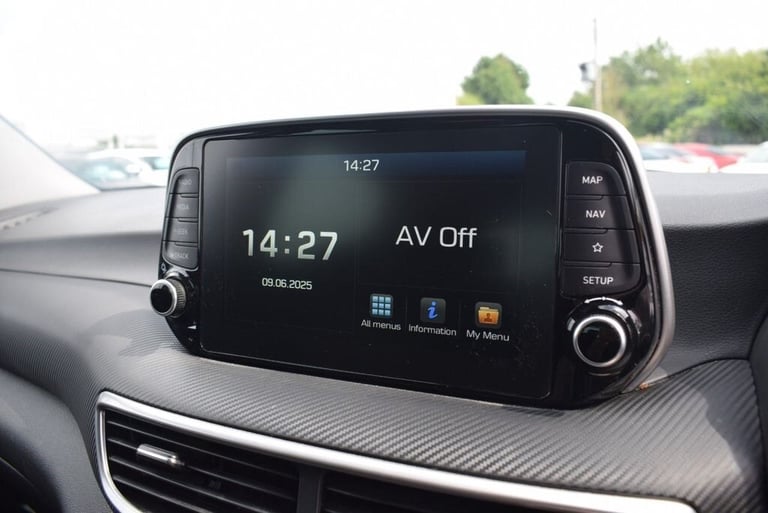 14:27
14:27
09.06.2025
AV Off
All menus
Information
My Menu
MAP
NAV
SETUP